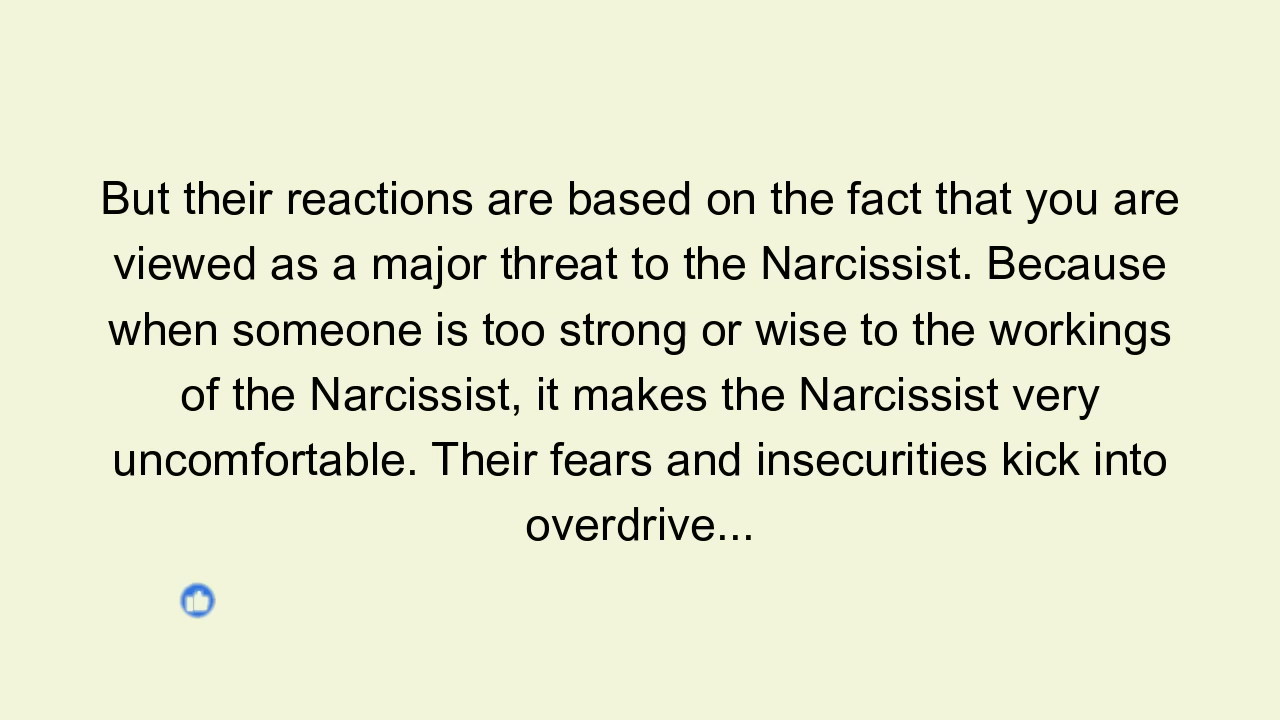 But their reactions are based on the fact that you are
viewed as a major threat to the Narcissist. Because
when someone is too strong or wise to the workings
of the Narcissist, it makes the Narcissist very
uncomfortable. Their fears and insecurities kick into
overdrive...